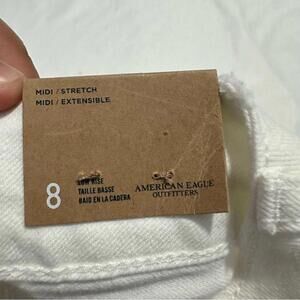 MIDI / STRETCH
MIDI / EXTENSIBLE
8
LOW RISE
TAILLE BASSE
BAJO EN LA CADERA
AMERICAN EAGLE
OUTFITTERS